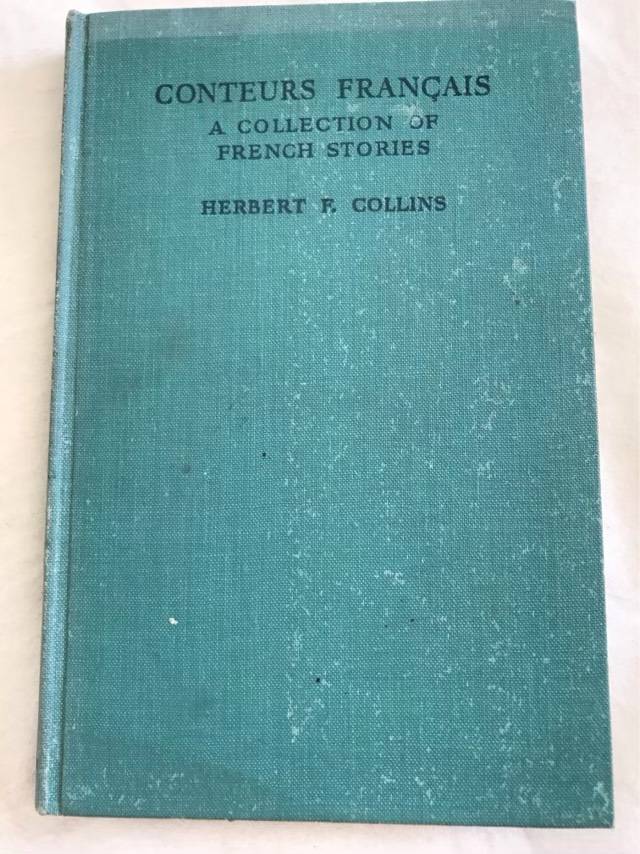 CONTEURS FRANÇAIS
A COLLECTION OF
FRENCH STORIES
HERBERT F. COLLINS